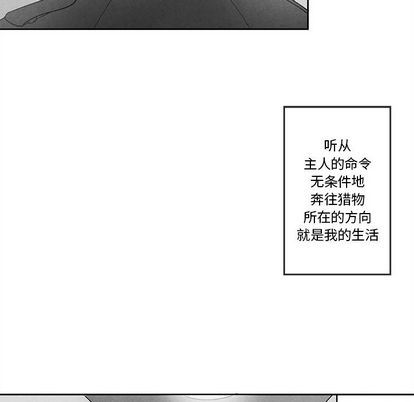 听从
主人的命令
无条件地
奔往猎物
所在的方向
就是我的生活